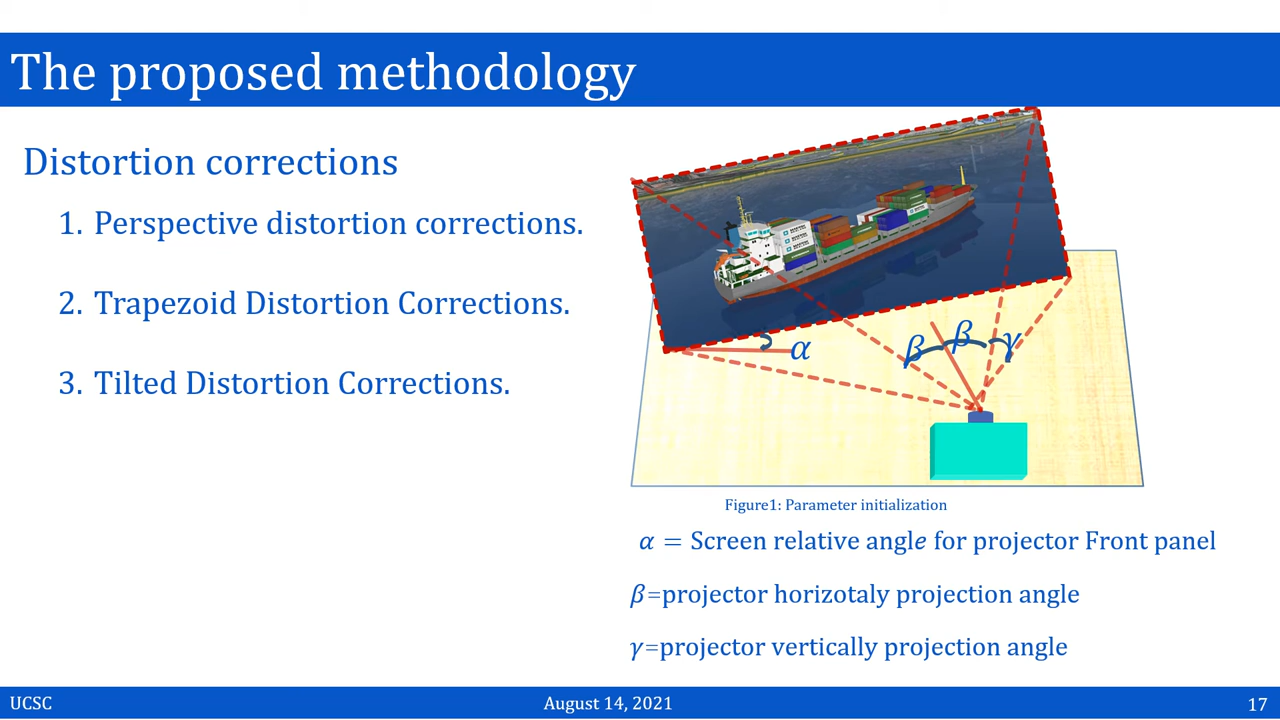 The proposed methodology
Distortion corrections
1. Perspective distortion corrections.
2. Trapezoid Distortion Corrections.
3. Tilted Distortion Corrections.
α
β
β
γ
Figure1: Parameter initialization
α = Screen relative angle for projector Front panel
β=projector horizotaly projection angle
γ=projector vertically projection angle
UCSC
August 14, 2021
17